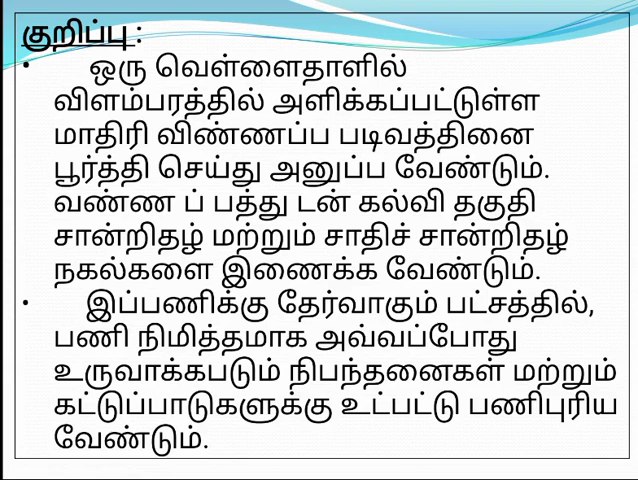 குறிப்பு :
• ஒரு வெள்ளைதாளில்
விளம்பரத்தில் அளிக்கப்பட்டுள்ள
மாதிரி விண்ணப்ப படிவத்தினை
பூர்த்தி செய்து அனுப்ப வேண்டும்.
வண்ண ப் பத்து டன் கல்வி தகுதி
சான்றிதழ் மற்றும் சாதிச் சான்றிதழ்
நகல்களை இணைக்க வேண்டும்.
• இப்பணிக்கு தேர்வாகும் பட்சத்தில்,
பணி நிமித்தமாக அவ்வப்போது
உருவாக்கபடும் நிபந்தனைகள் மற்றும்
கட்டுப்பாடுகளுக்கு உட்பட்டு பணிபுரிய
வேண்டும்.